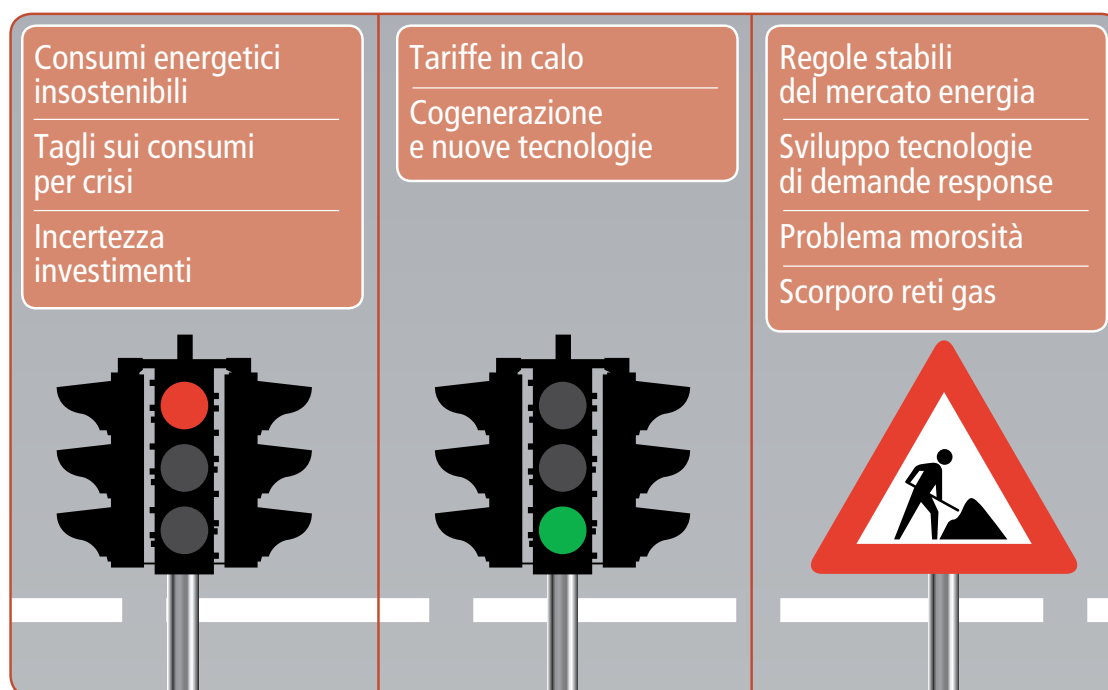 Consumi energetici
insostenibili
Tagli sui consumi
per crisi
Incertezza
investimenti
Tariffe in calo
Cogenerazione
e nuove tecnologie
Regole stabili
del mercato energia
Sviluppo tecnologie
di demande response
Problema morosità
Scorporo reti gas